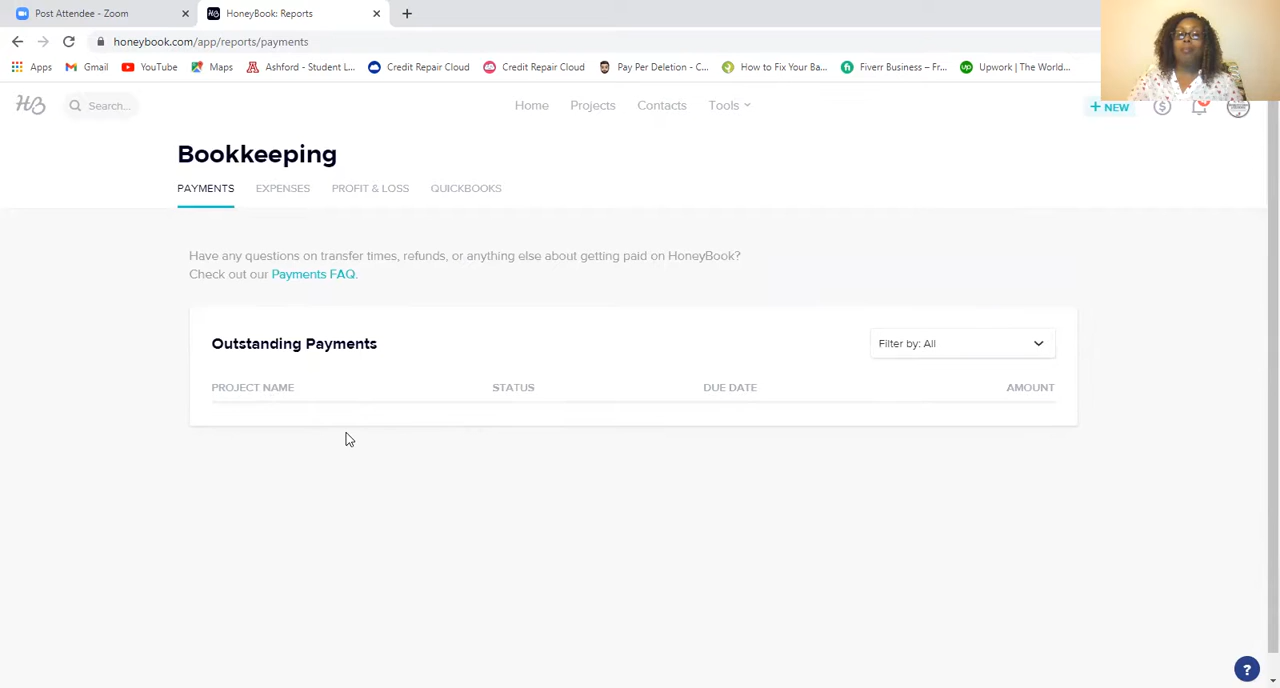 Post Attendee - Zoom
HoneyBook: Reports
honeybook.com/app/reports/payments
Apps
Gmail
YouTube
Maps
Ashford - Student L...
Credit Repair Cloud
Credit Repair Cloud
Pay Per Deletion - C...
How to Fix Your Ba...
Fiverr Business – Fr...
Upwork | The World...
HB
Search...
Home
Projects
Contacts
Tools
+ NEW
Bookkeeping
PAYMENTS
EXPENSES
PROFIT & LOSS
QUICKBOOKS
Have any questions on transfer times, refunds, or anything else about getting paid on HoneyBook?
Check out our Payments FAQ.
Outstanding Payments
Filter by: All
PROJECT NAME
STATUS
DUE DATE
AMOUNT
?